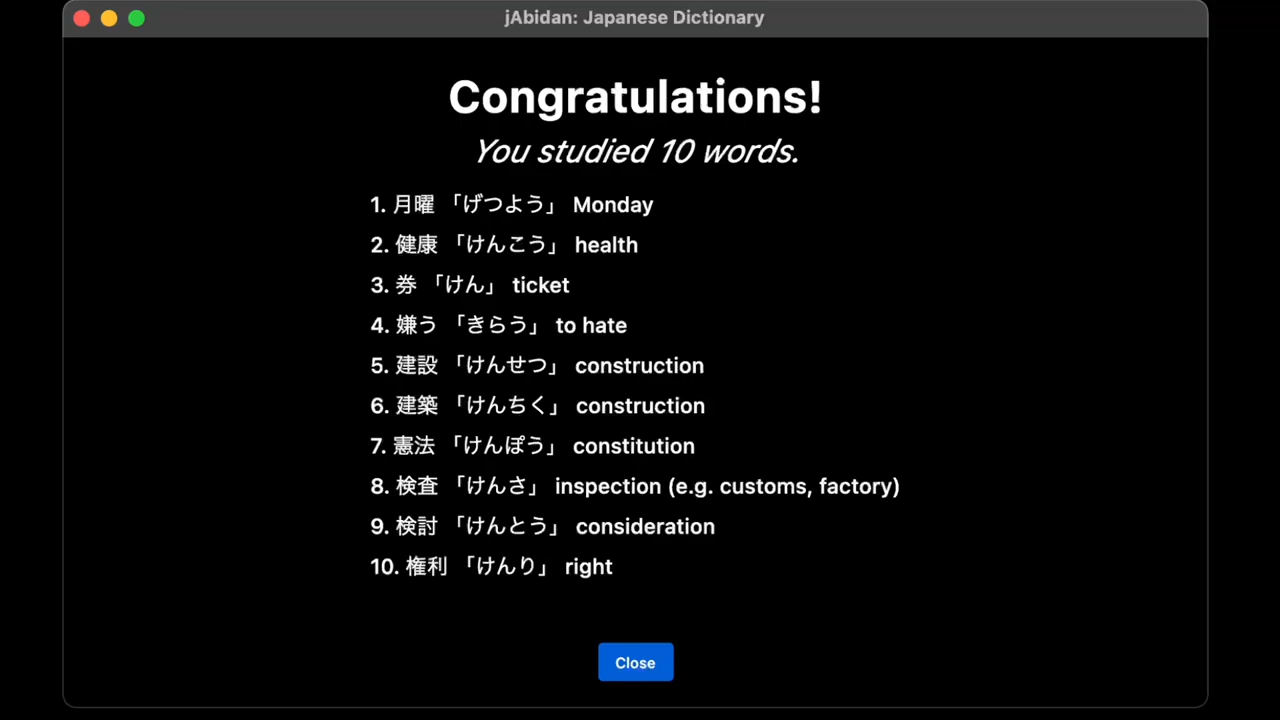 jAbidan: Japanese Dictionary
Congratulations!
You studied 10 words.
1. 月曜 「げつよう」 Monday
2. 健康 「けんこう」 health
3. 券 「けん」 ticket
4. 嫌う 「きらう」 to hate
5. 建設 「けんせつ」 construction
6. 建築 「けんちく」 construction
7. 憲法 「けんぽう」 constitution
8. 検査 「けんさ」 inspection (e.g. customs, factory)
9. 検討 「けんとう」 consideration
10. 権利 「けんり」 right
Close